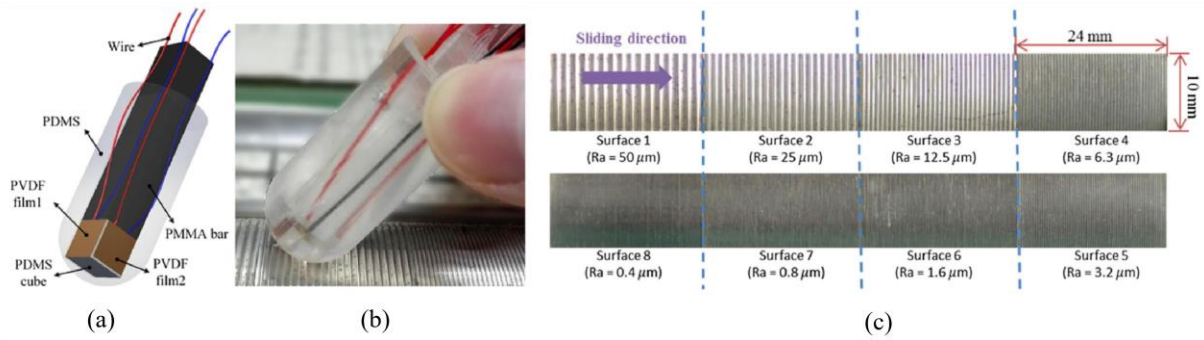 Wire
PDMS
PVDF
film1
PMMA bar
PDMS
cube
PVDF
film2
(a)
(b)
Sliding direction
24 mm
10 mm
Surface 1
(Ra = 50 μm)
Surface 2
(Ra = 25 μm)
Surface 3
(Ra = 12.5 μm)
Surface 4
(Ra = 6.3 μm)
Surface 8
(Ra = 0.4 μm)
Surface 7
(Ra = 0.8 μm)
Surface 6
(Ra = 1.6 μm)
Surface 5
(Ra = 3.2 μm)
(c)